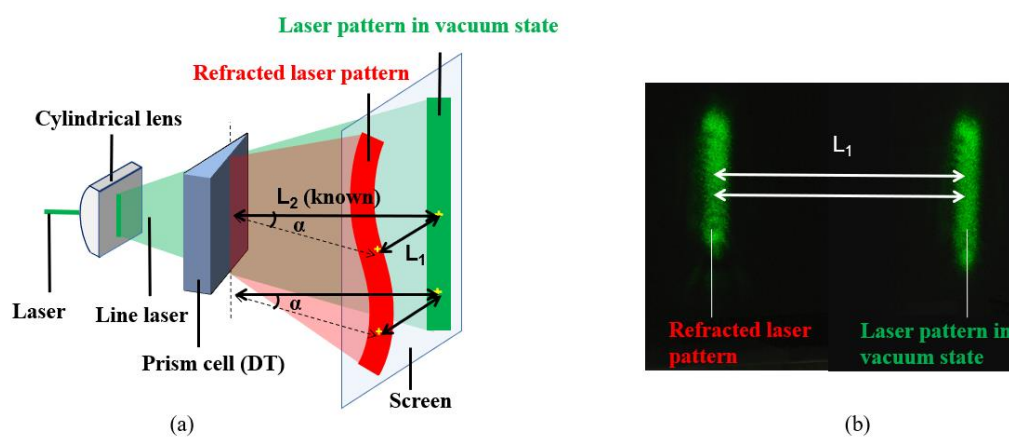 Laser pattern in vacuum state
Refracted laser pattern
Cylindrical lens
L2 (known)
α
L1
α
Laser
Line laser
Prism cell (DT)
Screen
(a)
L1
Refracted laser
pattern
Laser pattern in
vacuum state
(b)